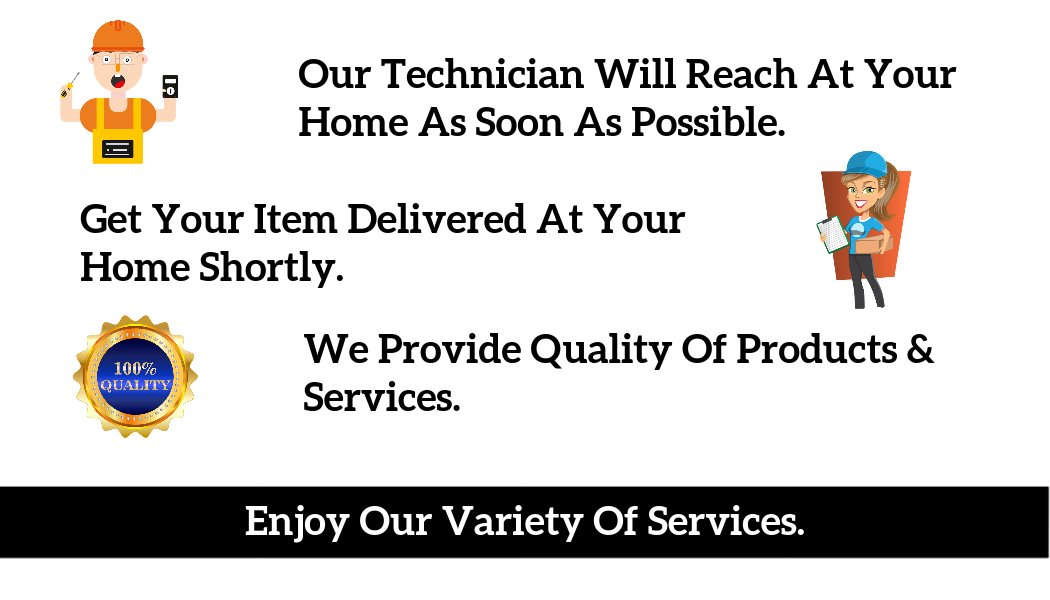 Our Technician Will Reach At Your
Home As Soon As Possible.
Get Your Item Delivered At Your
Home Shortly.
100%
QUALITY
We Provide Quality Of Products &
Services.
Enjoy Our Variety Of Services.